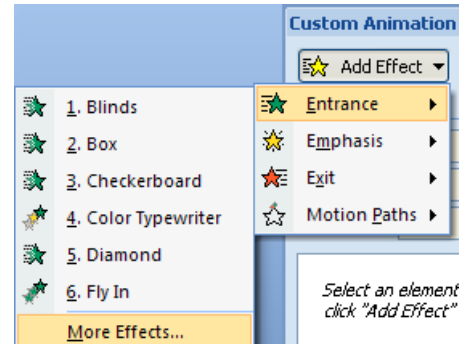 Custom Animation
Add Effect
Entrance
Emphasis
Exit
Motion Paths
1. Blinds
2. Box
3. Checkerboard
4. Color Typewriter
5. Diamond
6. Fly In
More Effects...
Select an element
click "Add Effect"